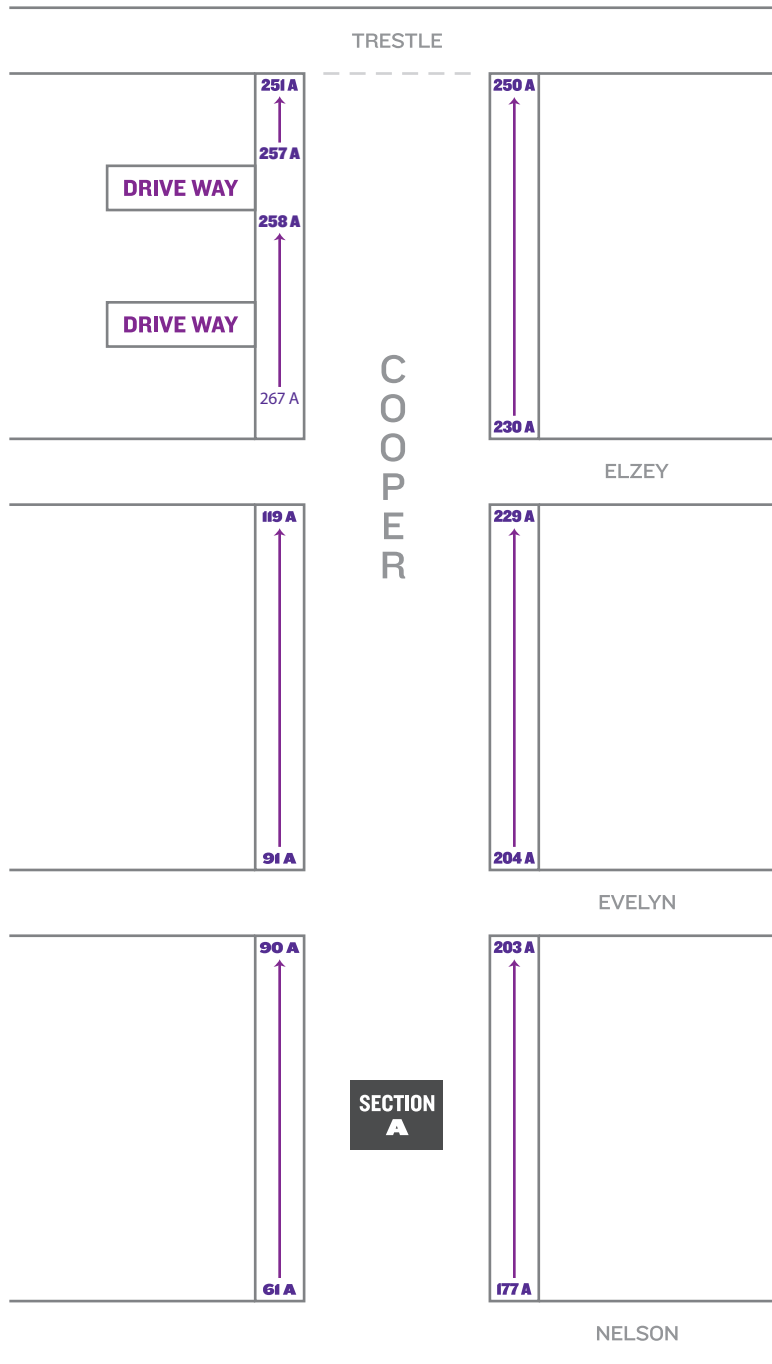 TRESTLE
251 A
250 A
257 A
DRIVE WAY
258 A
DRIVE WAY
COOPER
267 A
230 A
ELZEY
119 A
229 A
91 A
204 A
EVELYN
90 A
203 A
SECTION
A
61 A
177 A
NELSON